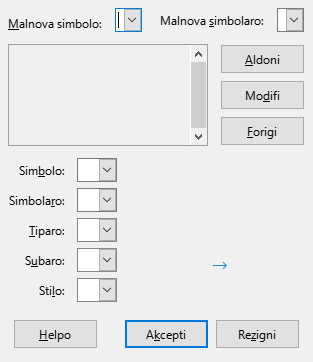 Malnova simbolo: Malnova simbolaro:
Aldoni
Modifi
Forigi
Simbolo:
Simbolaro:
Tiparo:
Subaro:
Stilo:
→
Helpo Akcepti Rezigni